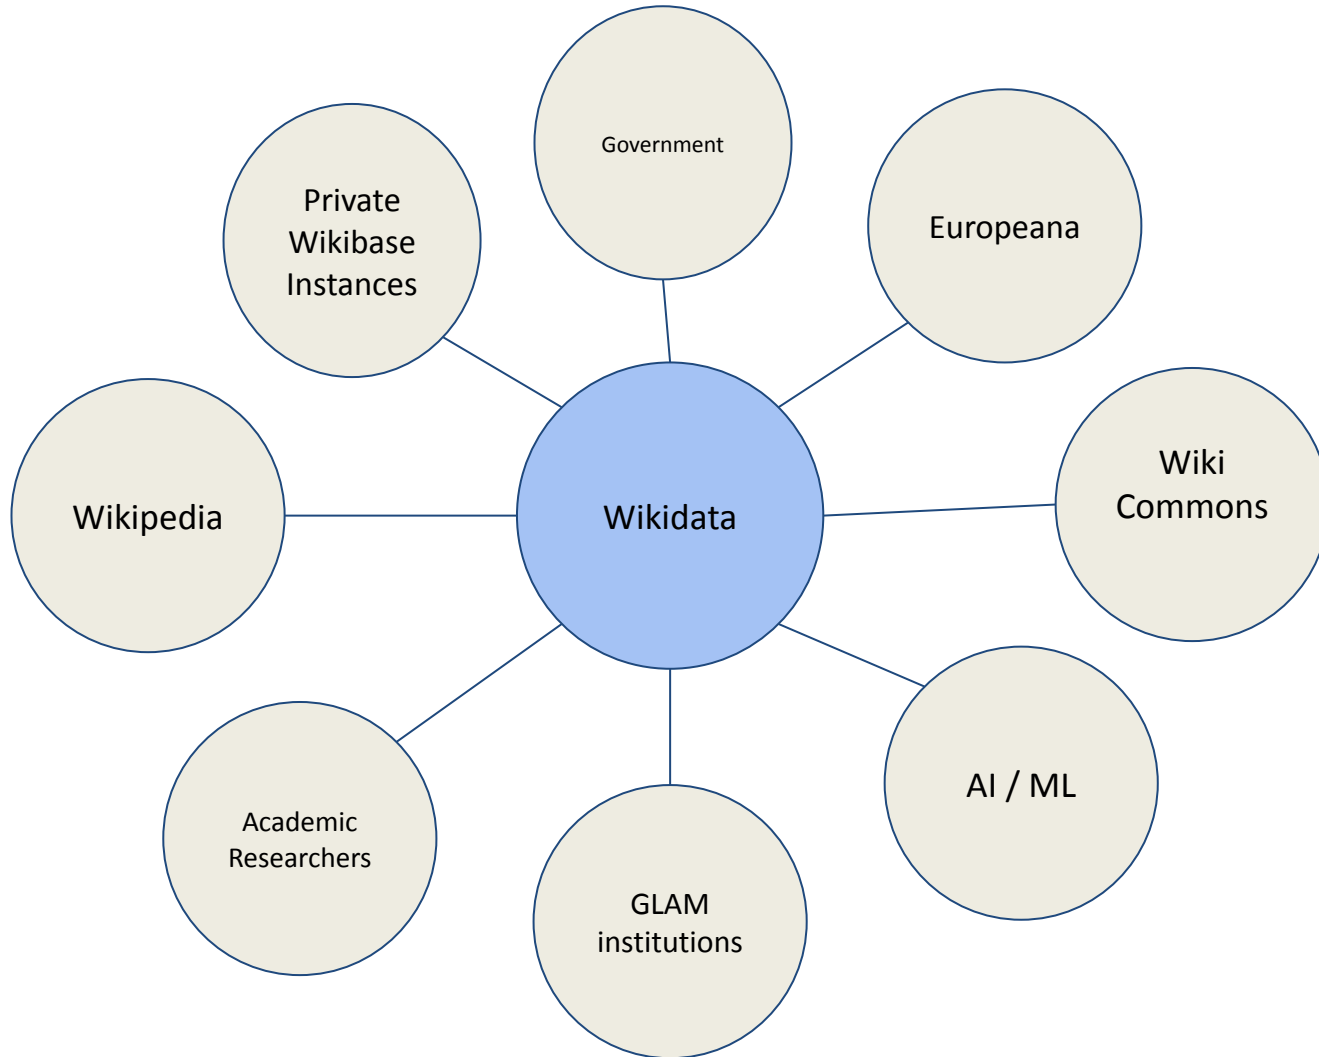 Government
Private
Wikibase
Instances
Europeana
Wiki
Commons
Wikipedia
Wikidata
AI / ML
Academic
Researchers
GLAM
institutions